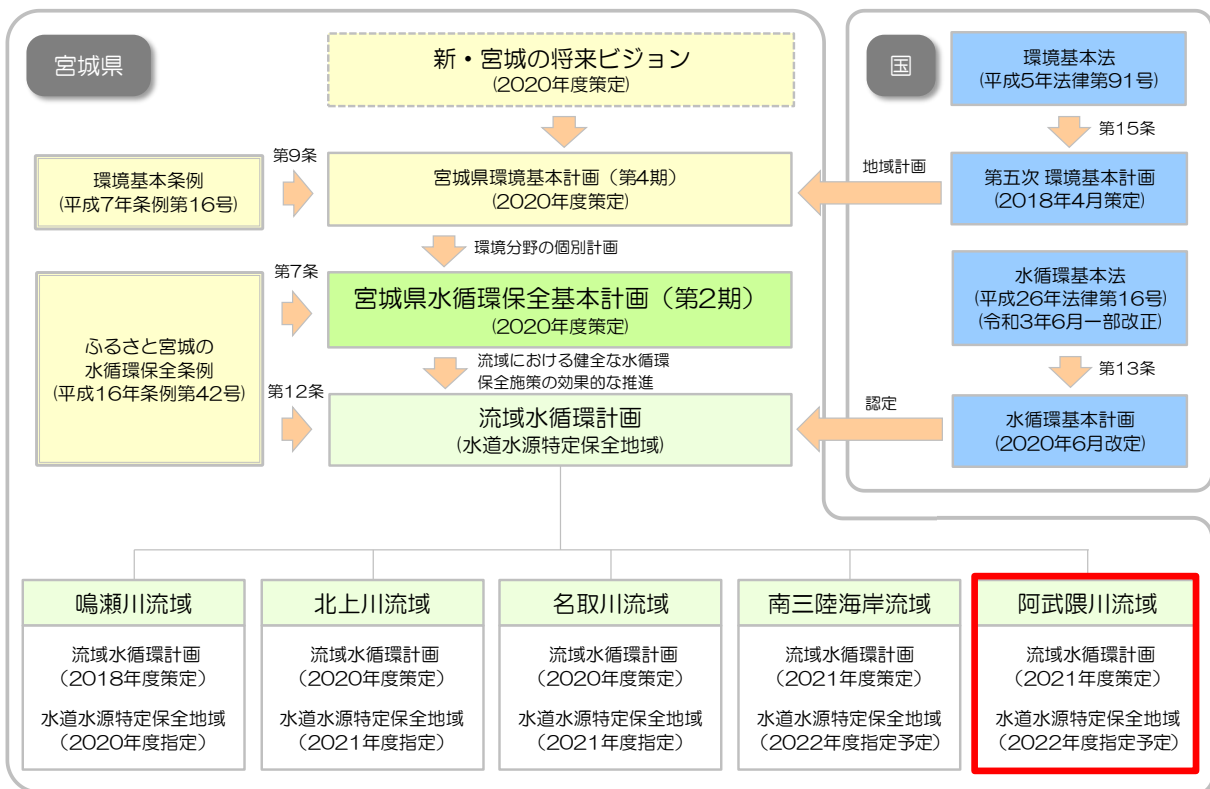 宮城県
新・宮城の将来ビジョン
(2020年度策定)
環境基本条例
(平成7年条例第16号)
第9条
宮城県環境基本計画（第4期）
(2020年度策定)
環境分野の個別計画
ふるさと宮城の
水循環保全条例
(平成16年条例第42号)
第7条
宮城県水循環保全基本計画（第2期）
(2020年度策定)
流域における健全な水循環
保全施策の効果的な推進
第12条
流域水循環計画
(水道水源特定保全地域)
国
環境基本法
(平成5年法律第91号)
第15条
地域計画
第五次 環境基本計画
(2018年4月策定)
水循環基本法
(平成26年法律第16号)
(令和3年6月一部改正)
第13条
認定
水循環基本計画
(2020年6月改定)
鳴瀬川流域
流域水循環計画
（2018年度策定）
水道水源特定保全地域
（2020年度指定）
北上川流域
流域水循環計画
（2020年度策定）
水道水源特定保全地域
（2021年度指定）
名取川流域
流域水循環計画
（2020年度策定）
水道水源特定保全地域
（2021年度指定）
南三陸海岸流域
流域水循環計画
（2021年度策定）
水道水源特定保全地域
（2022年度指定予定）
阿武隈川流域
流域水循環計画
（2021年度策定）
水道水源特定保全地域
（2022年度指定予定）